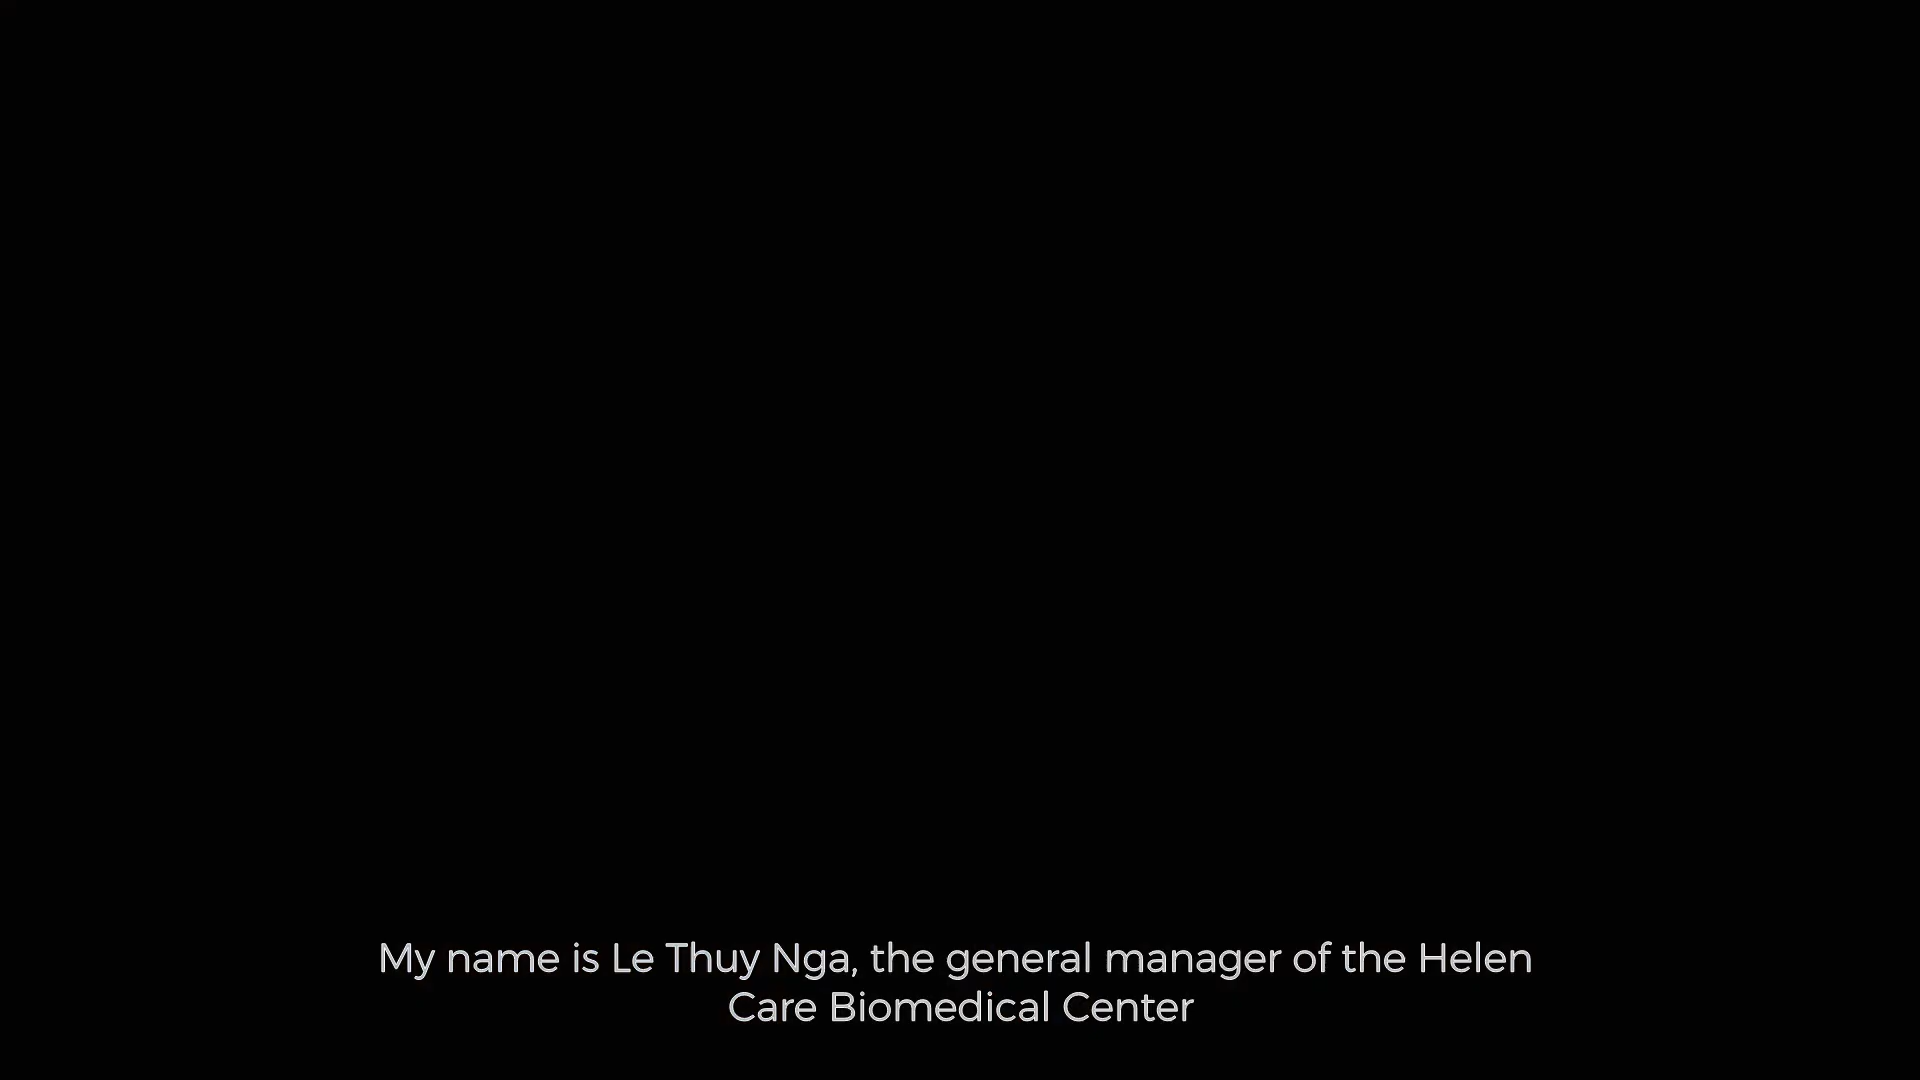 My name is Le Thuy Nga, the general manager of the Helen
Care Biomedical Center